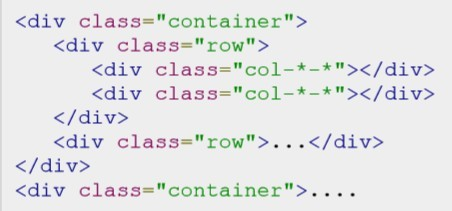 <div class="container">
<div class="row">
<div class="col-*-*"></div>
<div class="col-*-*"></div>
</div>
<div class="row">...</div>
</div>
<div class="container">....